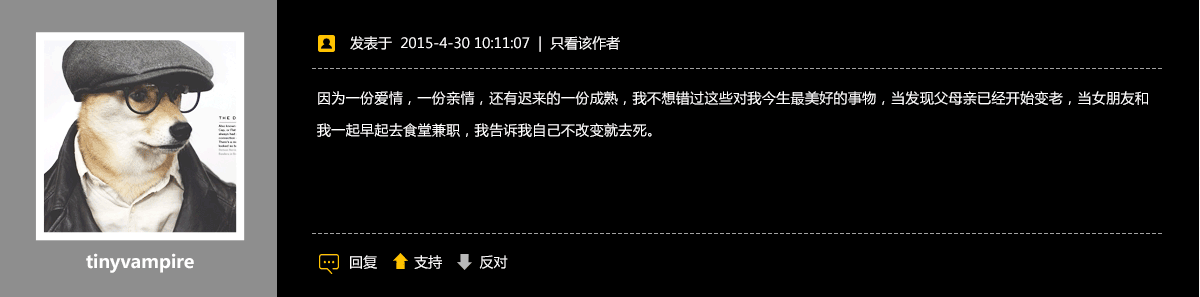 发表于 2015-4-30 10:11:07 | 只看该作者
因为一份爱情，一份亲情，还有迟来的一份成熟，我不想错过这些对我今生最美好的事物，当发现父母亲已经开始变老，当女朋友和
我一起早起去食堂兼职，我告诉我自己不改变就去死。
THE D
tinyvampire
回复 支持 反对